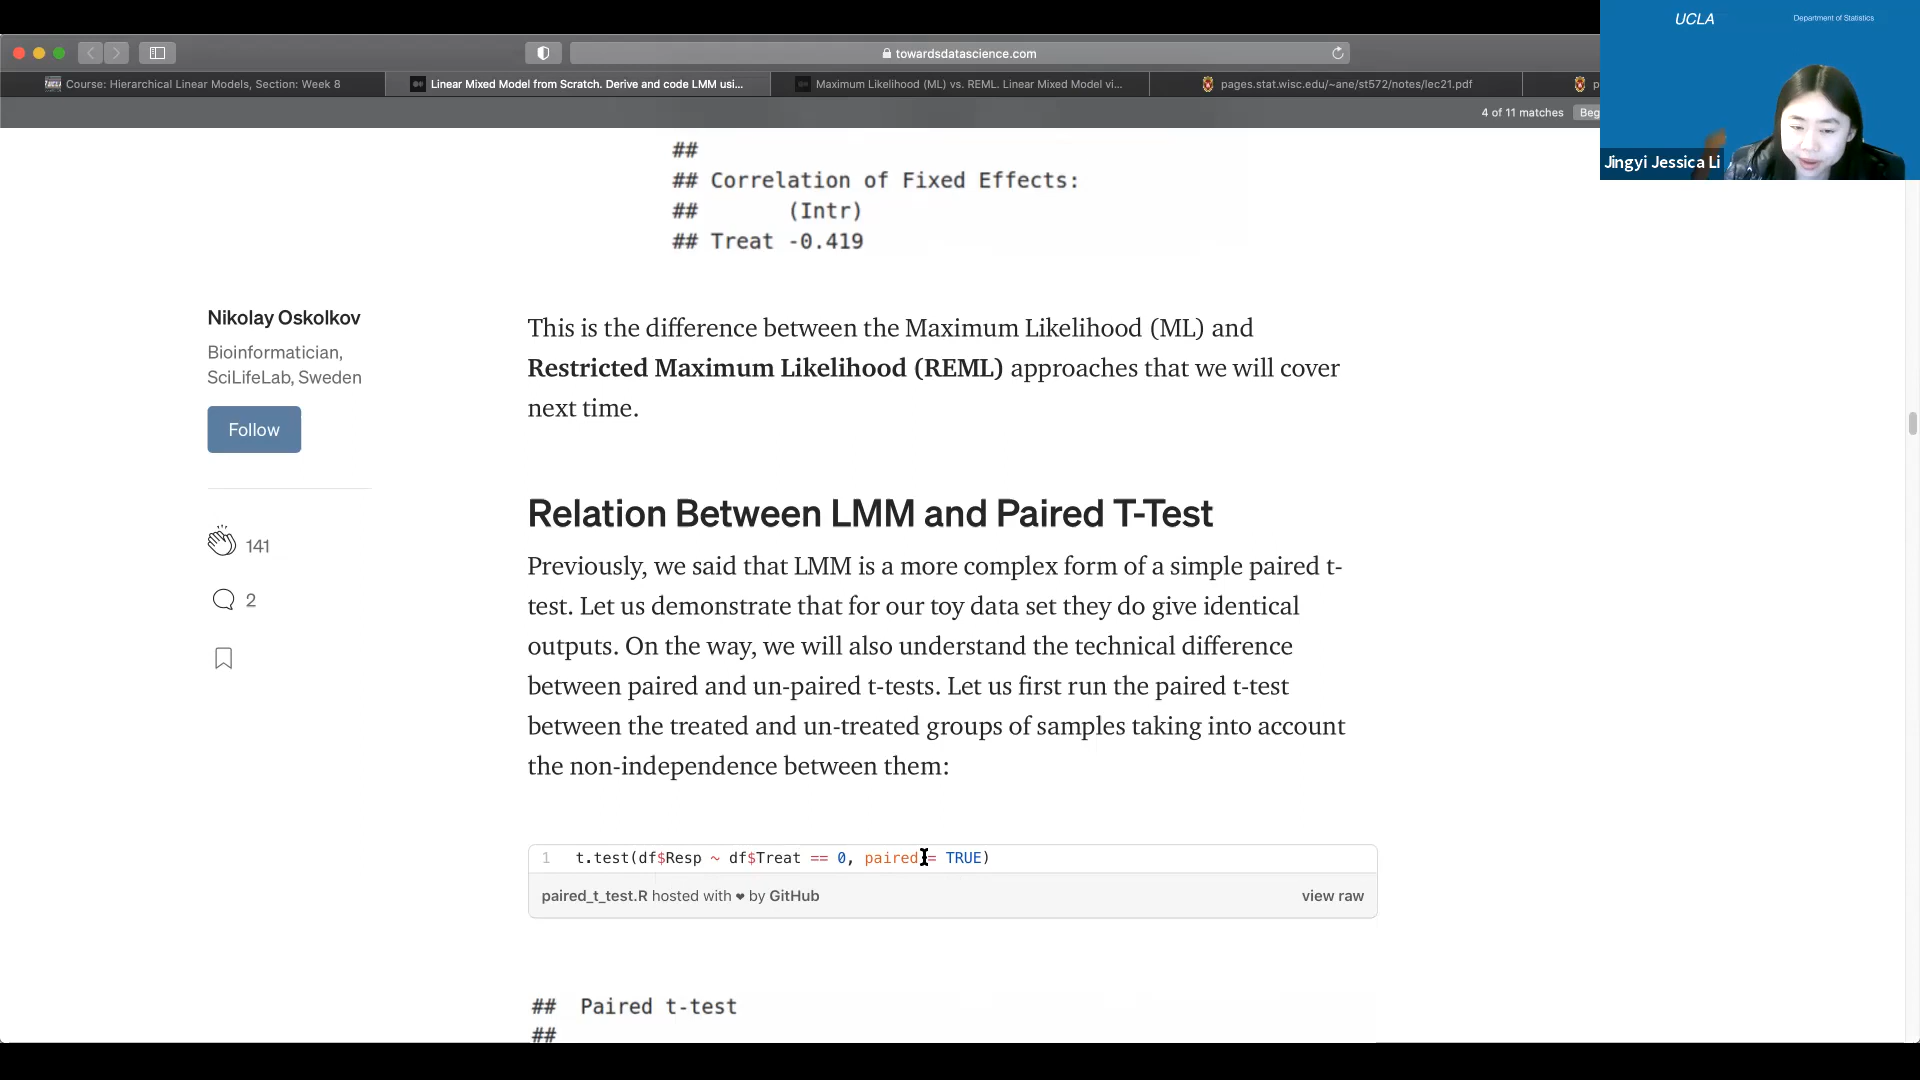 UCLA
Department of Statistics
towardsdatascience.com
Course: Hierarchical Linear Models, Section: Week 8
Linear Mixed Model from Scratch. Derive and code LMM usi...
Maximum Likelihood (ML) vs. REML. Linear Mixed Model vi...
pages.stat.wisc.edu/~ane/st572/notes/lec21.pdf
p
4 of 11 matches
Beg
Jingyi Jessica Li
##
## Correlation of Fixed Effects:
## (Intr)
## Treat -0.419
Nikolay Oskolkov
Bioinformatician,
SciLifeLab, Sweden
Follow
141
2
This is the difference between the Maximum Likelihood (ML) and
Restricted Maximum Likelihood (REML) approaches that we will cover
next time.
Relation Between LMM and Paired T-Test
Previously, we said that LMM is a more complex form of a simple paired t-
test. Let us demonstrate that for our toy data set they do give identical
outputs. On the way, we will also understand the technical difference
between paired and un-paired t-tests. Let us first run the paired t-test
between the treated and un-treated groups of samples taking into account
the non-independence between them:
1 t.test(df$Resp ~ df$Treat == 0, paired = TRUE)
paired_t_test.R hosted with ❤ by GitHub
view raw
## Paired t-test
##